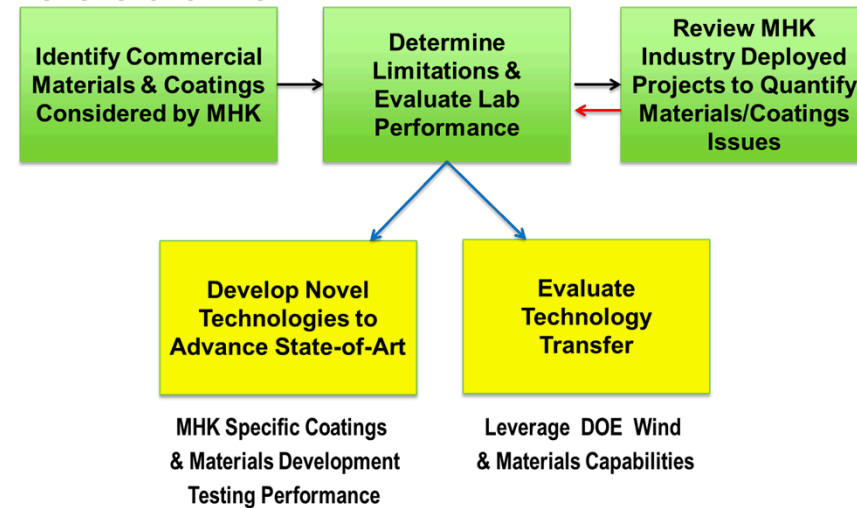 Identify Commercial
Materials & Coatings
Considered by MHK
Determine
Limitations &
Evaluate Lab
Performance
Review MHK
Industry Deployed
Projects to Quantify
Materials/Coatings
Issues
Develop Novel
Technologies to
Advance State-of-Art
Evaluate
Technology
Transfer
MHK Specific Coatings
& Materials Development
Testing Performance
Leverage DOE Wind
& Materials Capabilities